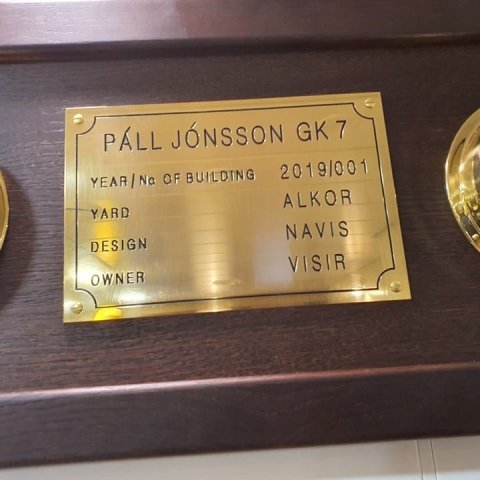 PÁLL JÓNSSON GK 7
YEAR/No OF BUILDING 2019/001
YARD ALKOR
DESIGN NAVIS
OWNER VISIR